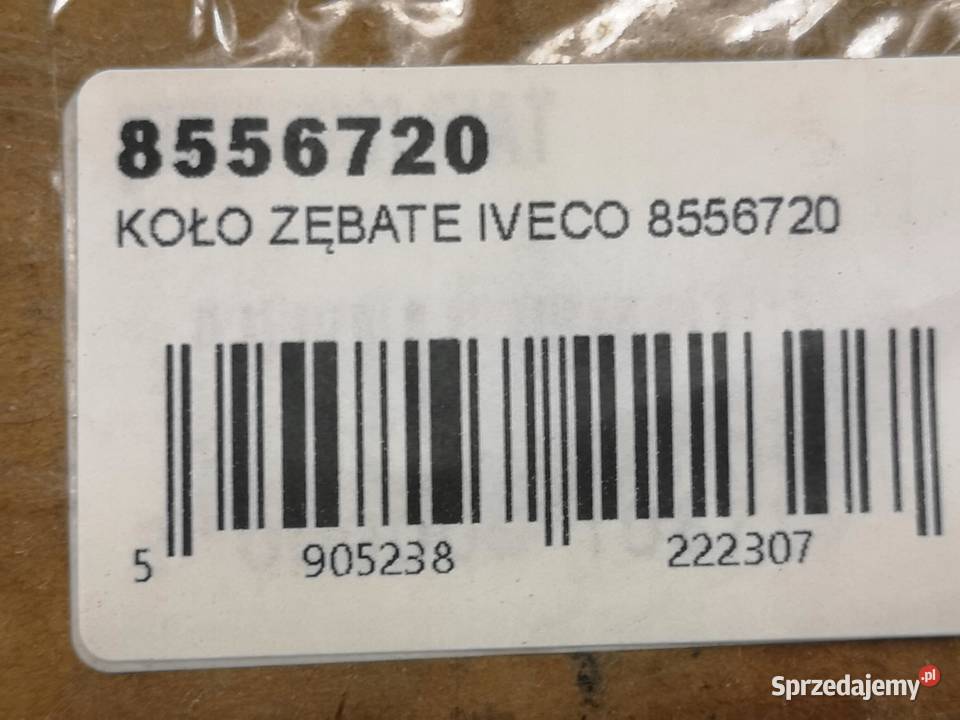 8556720
KOŁO ZĘBATE IVECO 8556720
5 905238 222307
Sprzedajemy.pl